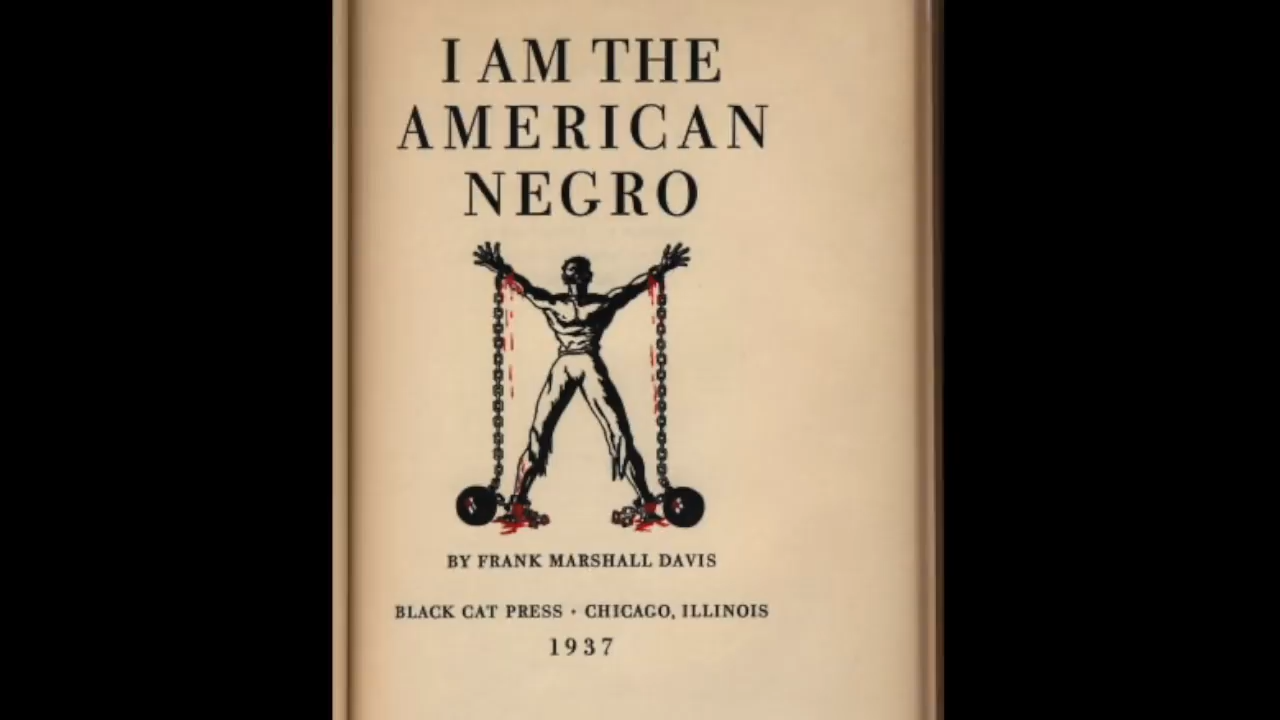 I AM THE
AMERICAN
NEGRO
BY FRANK MARSHALL DAVIS
BLACK CAT PRESS · CHICAGO, ILLINOIS
1937